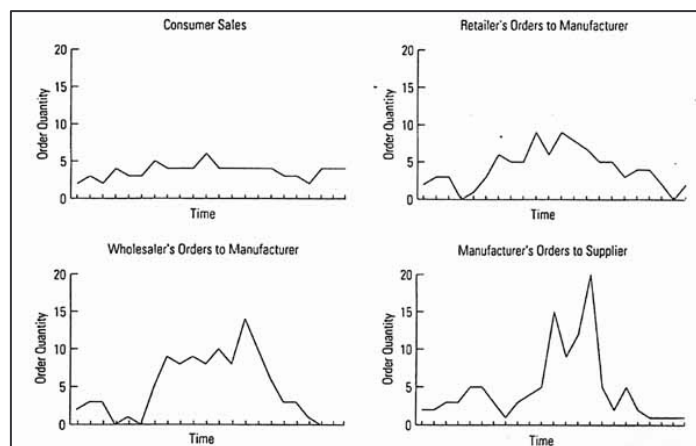 Consumer Sales
20
15
10
5
0
Order Quantity
Time
Retailer's Orders to Manufacturer
20
15
10
5
0
Order Quantity
Time
Wholesaler's Orders to Manufacturer
20
15
10
5
0
Order Quantity
Time
Manufacturer's Orders to Supplier
20
15
10
5
0
Order Quantity
Time